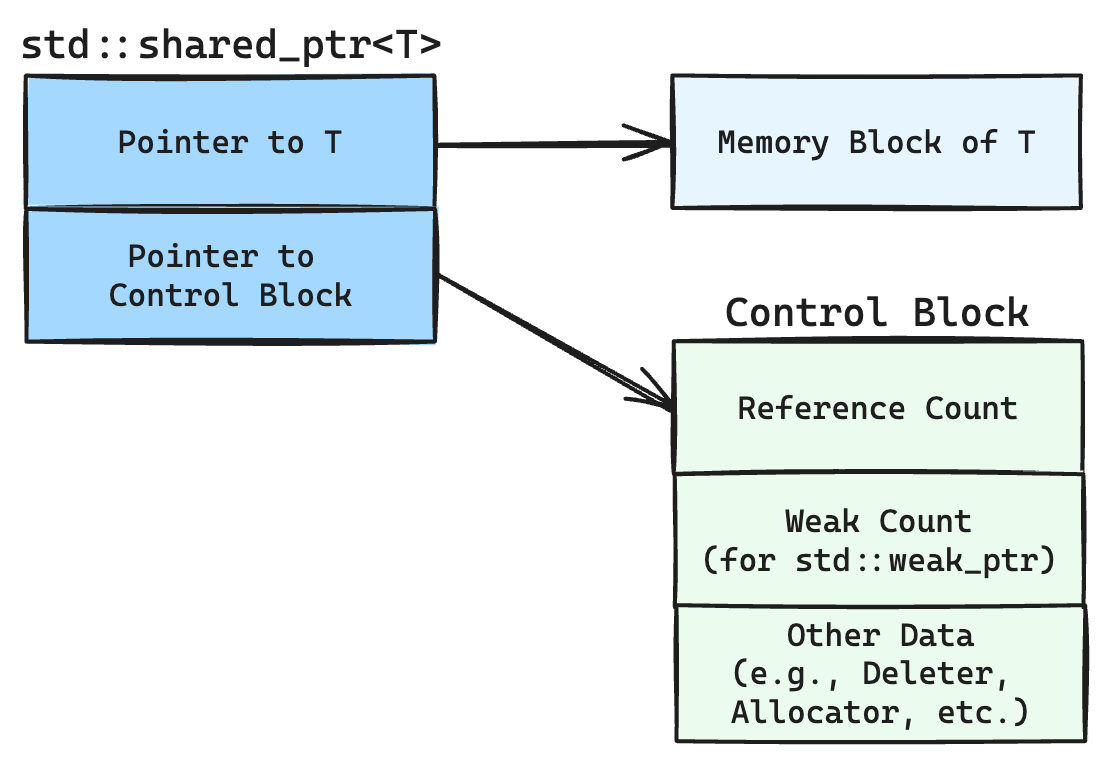 std::shared_ptr<T>
Pointer to T
Memory Block of T
Pointer to
Control Block
Control Block
Reference Count
Weak Count
(for std::weak_ptr)
Other Data
(e.g., Deleter,
Allocator, etc.)